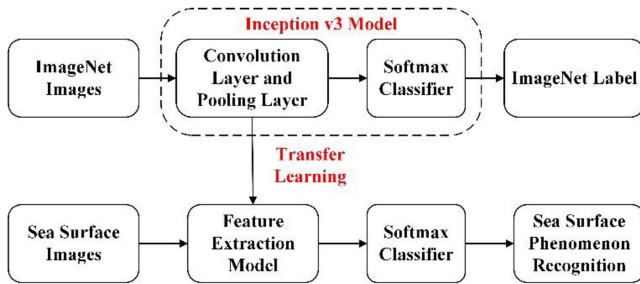 Inception v3 Model
ImageNet
Images
Convolution
Layer and
Pooling Layer
Softmax
Classifier
ImageNet Label
Transfer
Learning
Sea Surface
Images
Feature
Extraction
Model
Softmax
Classifier
Sea Surface
Phenomenon
Recognition